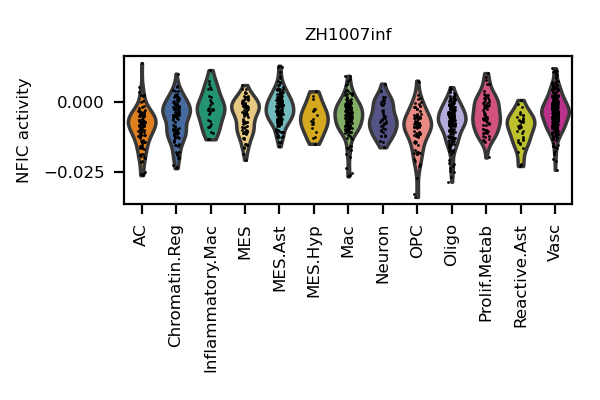 ZH1007inf
NFIC activity
0.000
−0.025
AC
Chromatin.Reg
Inflammatory.Mac
MES
MES.Ast
MES.Hyp
Mac
Neuron
OPC
Oligo
Prolif.Metab
Reactive.Ast
Vasc